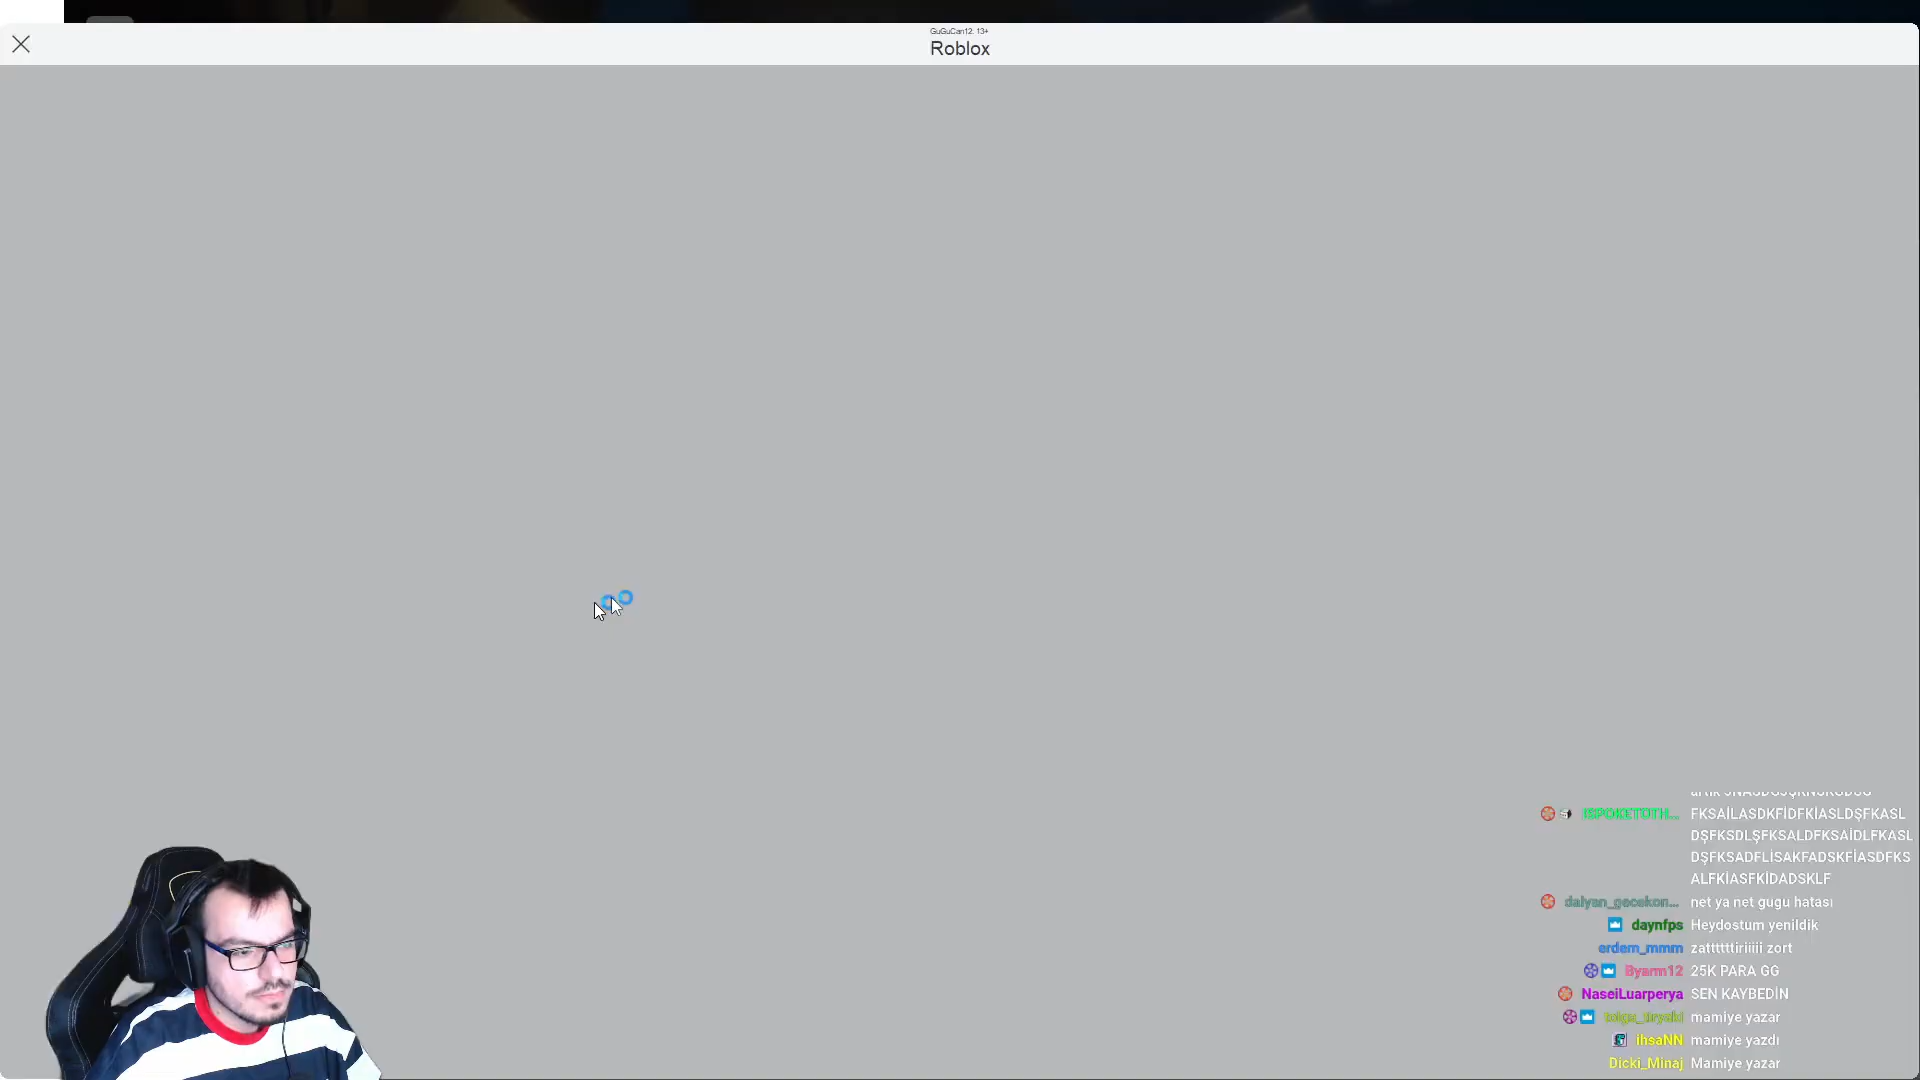 GuGuCan12: 13+
Roblox
FKSAİLASDKFİDFKİASLDŞFKASL
DŞFKSDLŞFKSALDFKSAİDLFKASL
DŞFKSADFLİSAKFADSKFİASDFKS
ALFKİASFKİDADSKLF
dalyan_gecekon... net ya net gugu hatası
daynfps Heydostum yenildik
erdem_mmm zattttttiriiiii zort
Byarm12 25K PARA GG
NaseiLuarperya SEN KAYBEDİN
mamiye yazar
ihsaNN mamiye yazdı
Dicki_Minaj Mamiye yazar